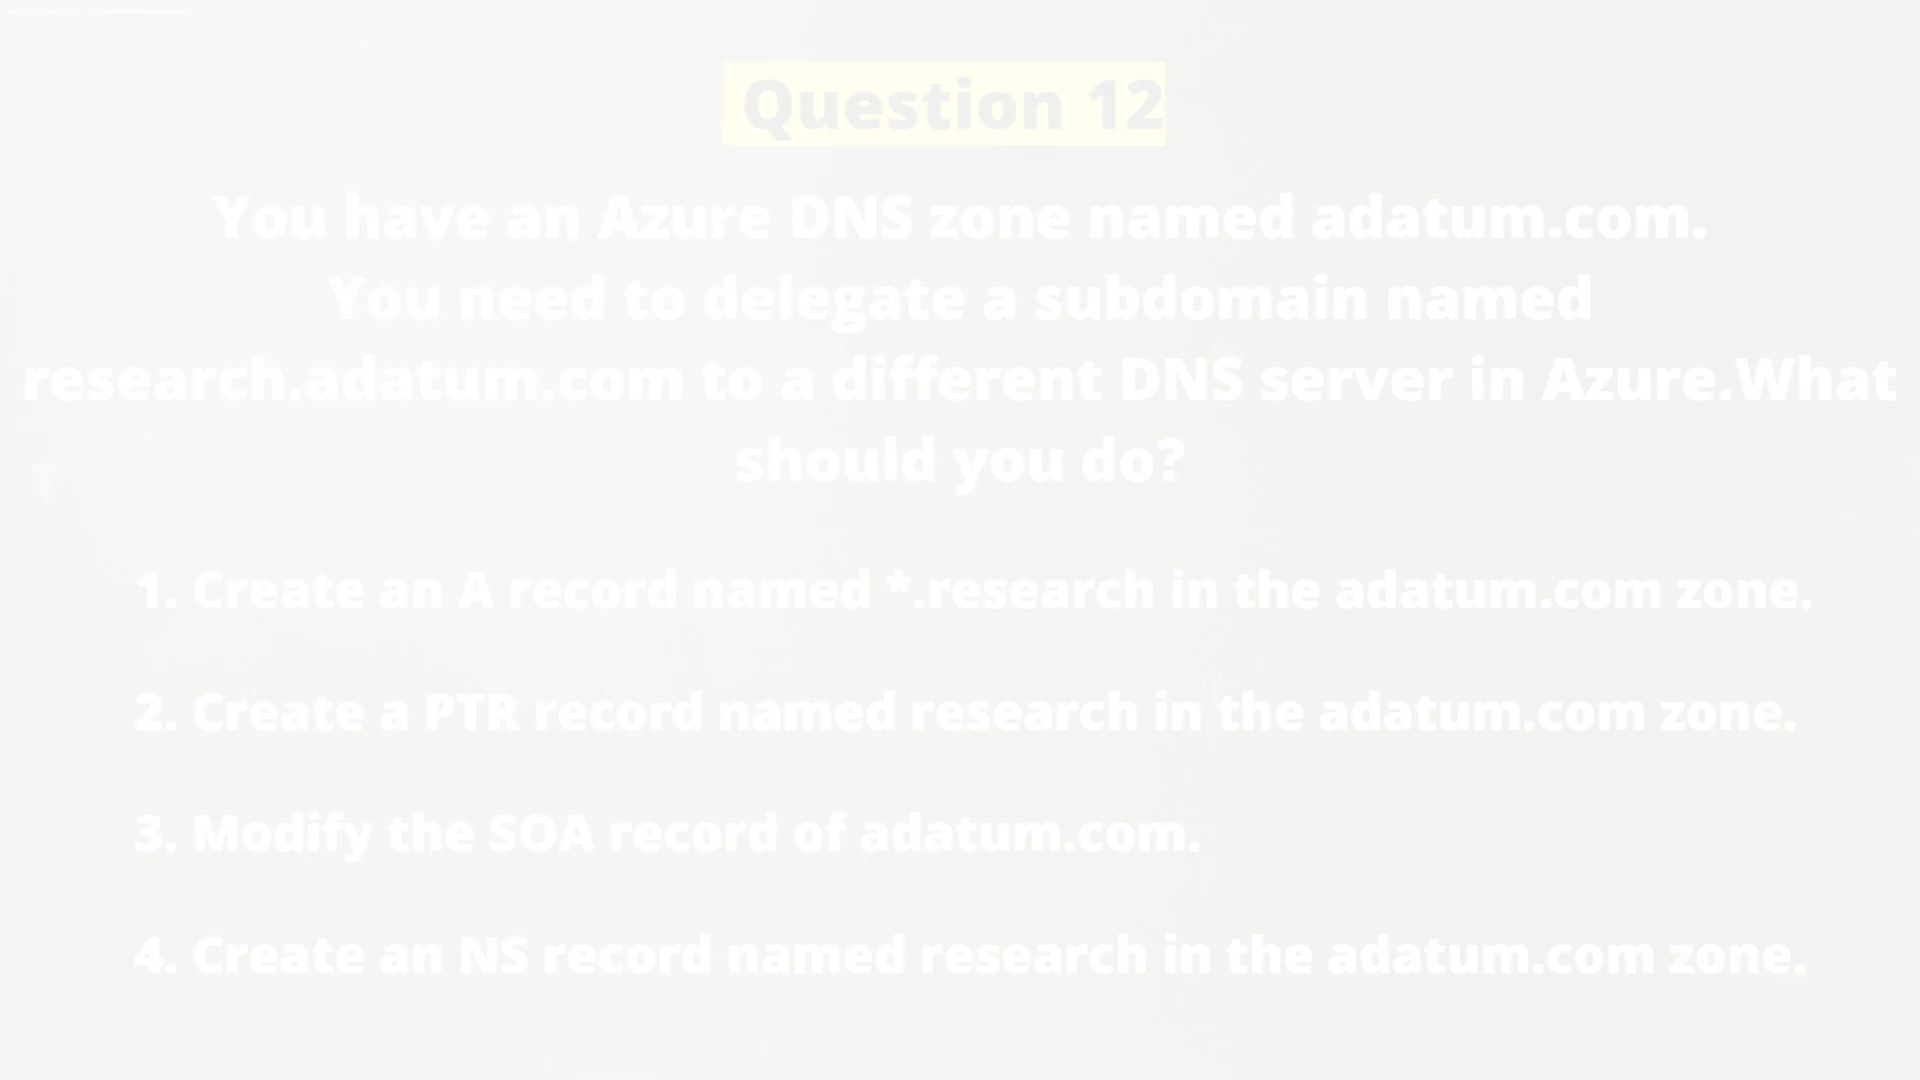 Question 12
You have an Azure DNS zone named adatum.com.
You need to delegate a subdomain named
research.adatum.com to a different DNS server in Azure.What
should you do?
1. Create an A record named *.research in the adatum.com zone.
2. Create a PTR record named research in the adatum.com zone.
3. Modify the SOA record of adatum.com.
4. Create an NS record named research in the adatum.com zone.